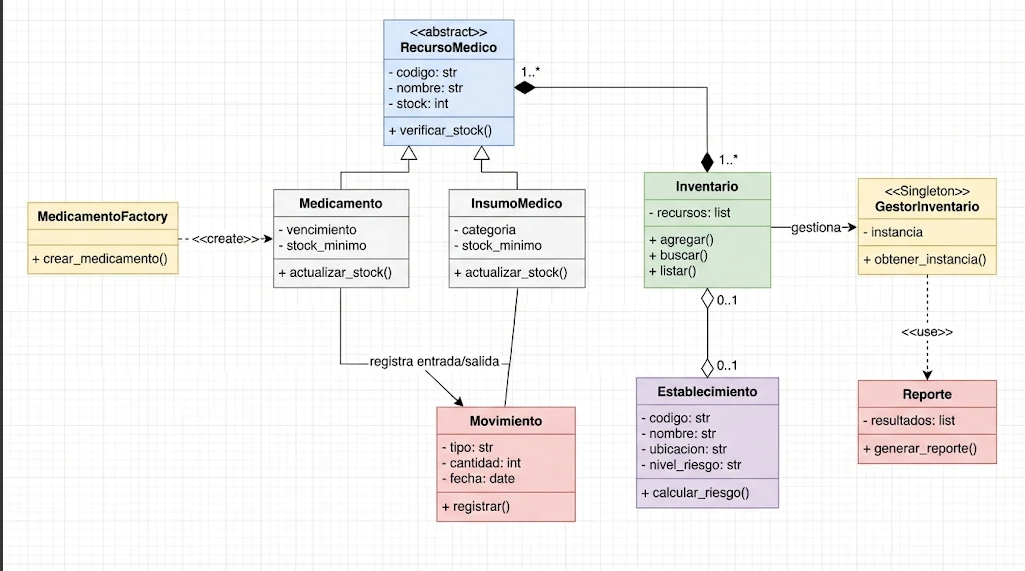 <<abstract>>
RecursoMedico
- codigo: str
- nombre: str
- stock: int
+ verificar_stock()
1..*
1..*
MedicamentoFactory
+ crear_medicamento()
<<create>>
Medicamento
- vencimiento
- stock_minimo
+ actualizar_stock()
InsumoMedico
- categoria
- stock_minimo
+ actualizar_stock()
Inventario
- recursos: list
+ agregar()
+ buscar()
+ listar()
gestiona
<<Singleton>>
GestorInventario
- instancia
+ obtener_instancia()
0..1
0..1
<<use>>
registra entrada/salida
Movimiento
- tipo: str
- cantidad: int
- fecha: date
+ registrar()
Establecimiento
- codigo: str
- nombre: str
- ubicacion: str
- nivel_riesgo: str
+ calcular_riesgo()
Reporte
- resultados: list
+ generar_reporte()